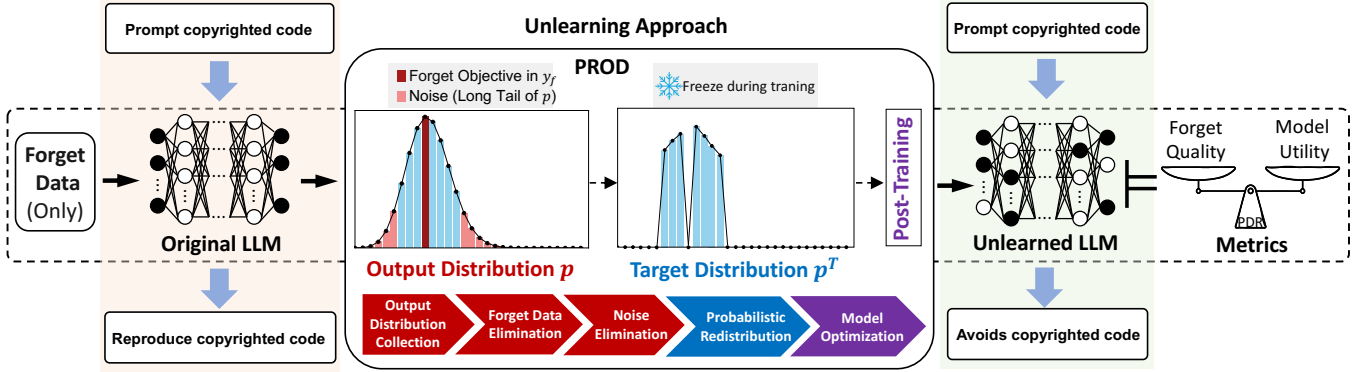 Prompt copyrighted code
Forget
Data
(Only)
Original LLM
Reproduce copyrighted code
Unlearning Approach
PROD
Forget Objective in y_f
Noise (Long Tail of p)
Freeze during traning
Output Distribution p
Target Distribution p^T
Post-Training
Output
Distribution
Collection
Forget Data
Elimination
Noise
Elimination
Probabilistic
Redistribution
Model
Optimization
Prompt copyrighted code
Unlearned LLM
Avoids copyrighted code
Forget
Quality
Model
Utility
PDR
Metrics